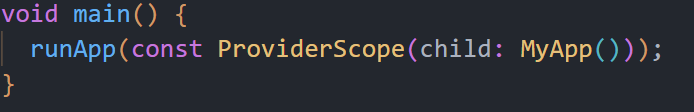 void main() {
  runApp(const ProviderScope(child: MyApp()));
}